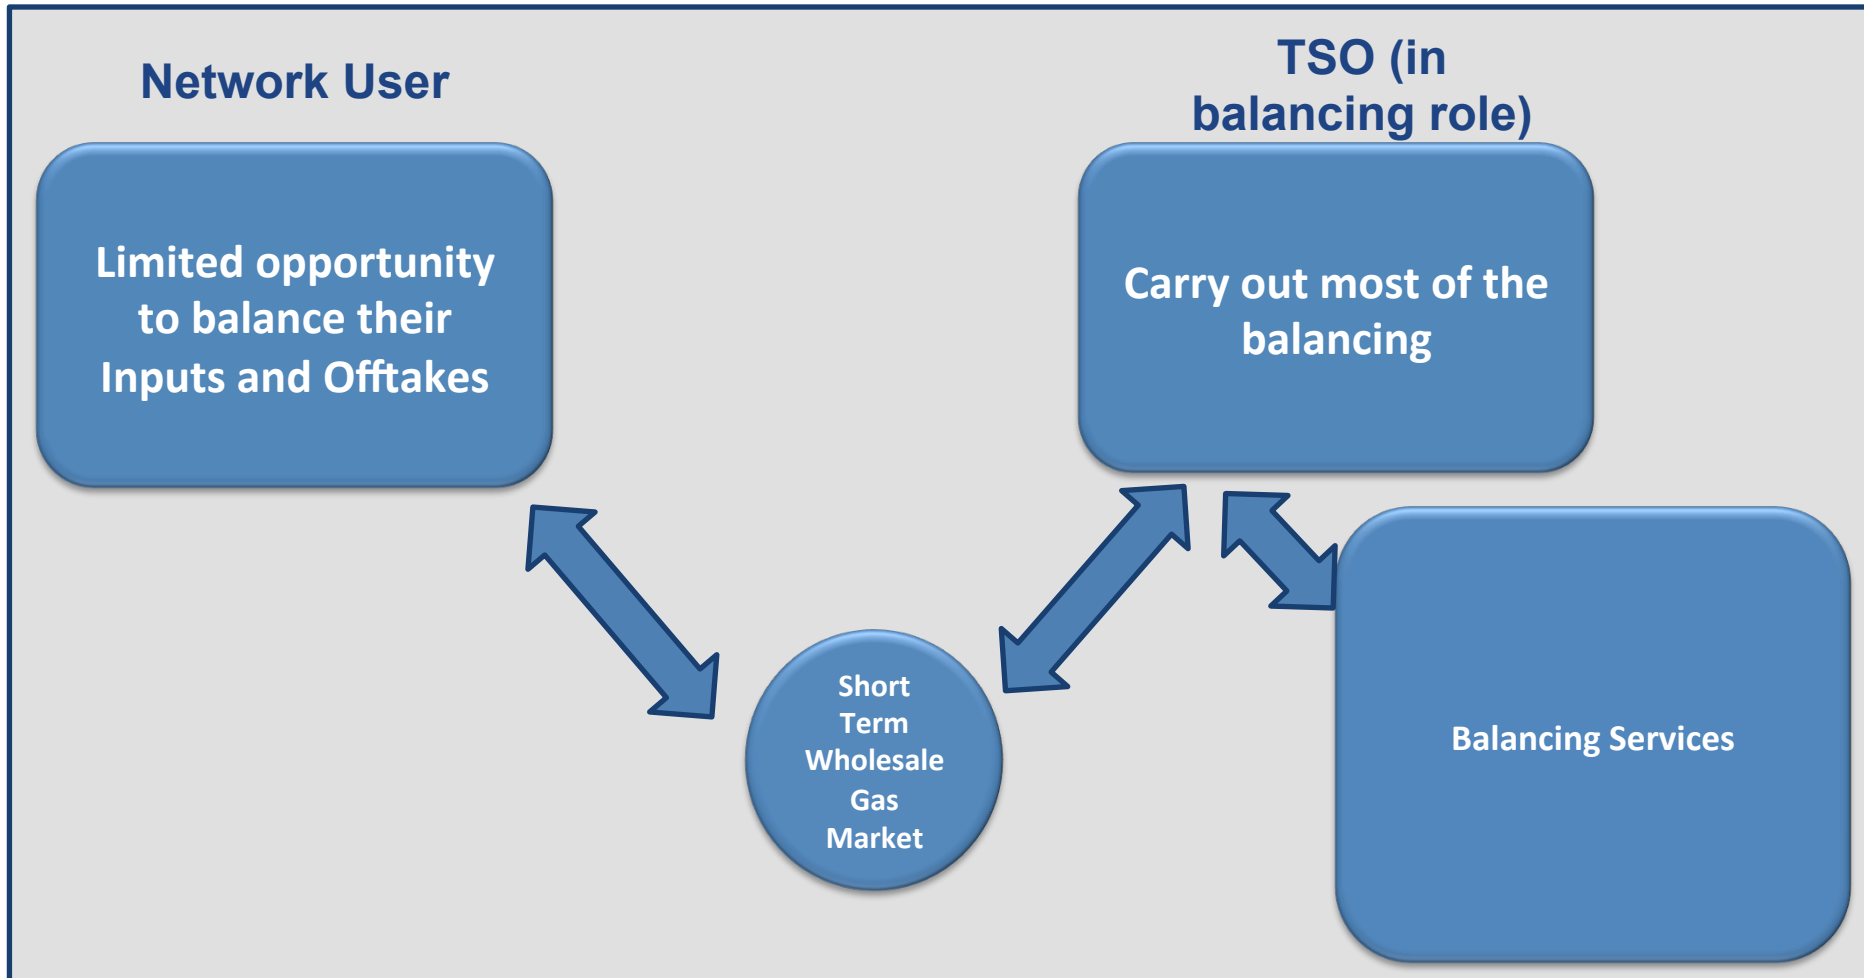 Network User
TSO (in
balancing role)
Limited opportunity
to balance their
Inputs and Offtakes
Carry out most of the
balancing
Short
Term
Wholesale
Gas
Market
Balancing Services